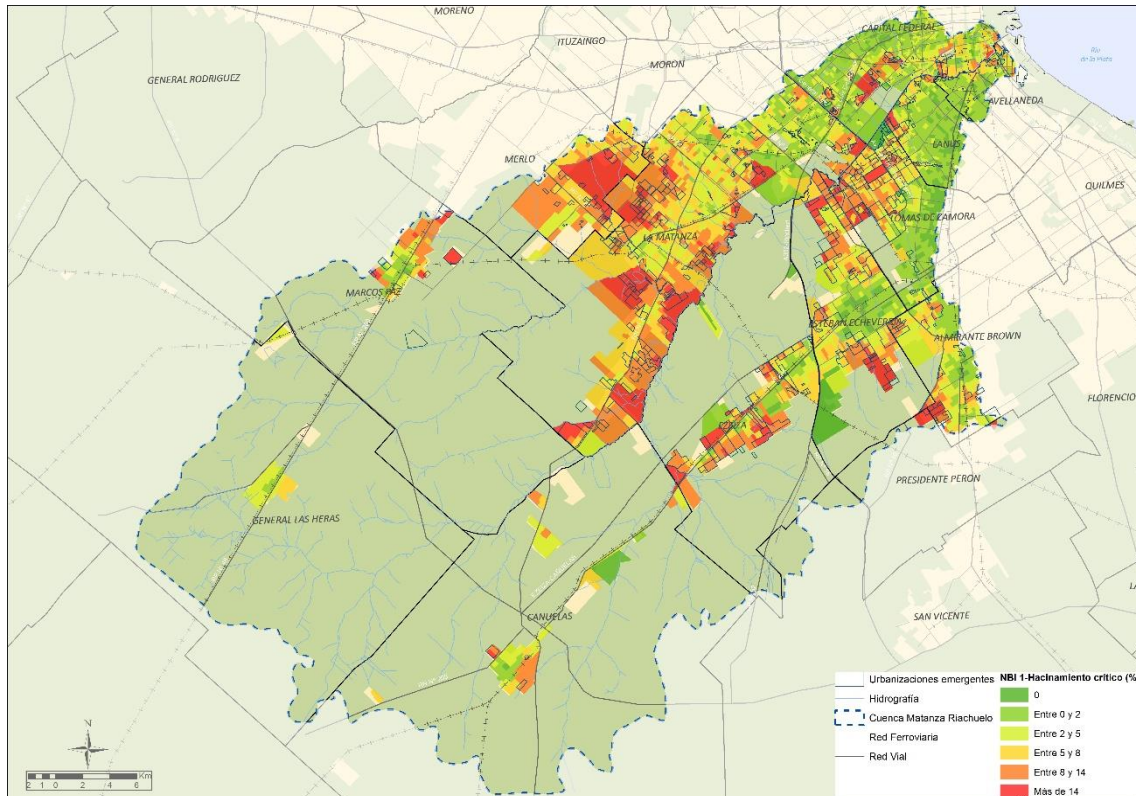 MORENO
CAPITAL FEDERAL
ITUZAINGO
Río
de la Plata
MORON
GENERAL RODRIGUEZ
AVELLANEDA
LANUS
MERLO
QUILMES
LOMAS DE ZAMORA
LA MATANZA
MARCOS PAZ
ESTEBAN ECHEVERRIA
ALMIRANTE BROWN
FLORENCIO
EZEIZA
PRESIDENTE PERON
GENERAL LAS HERAS
SAN VICENTE
CAÑUELAS
LA
Urbanizaciones emergentes
Hidrografía
Cuenca Matanza Riachuelo
Red Ferroviaria
Red Vial
NBI 1-Hacinamiento crítico (%
0
Entre 0 y 2
Entre 2 y 5
Entre 5 y 8
Entre 8 y 14
Más de 14
N
2 1 0 2 4 6 Km